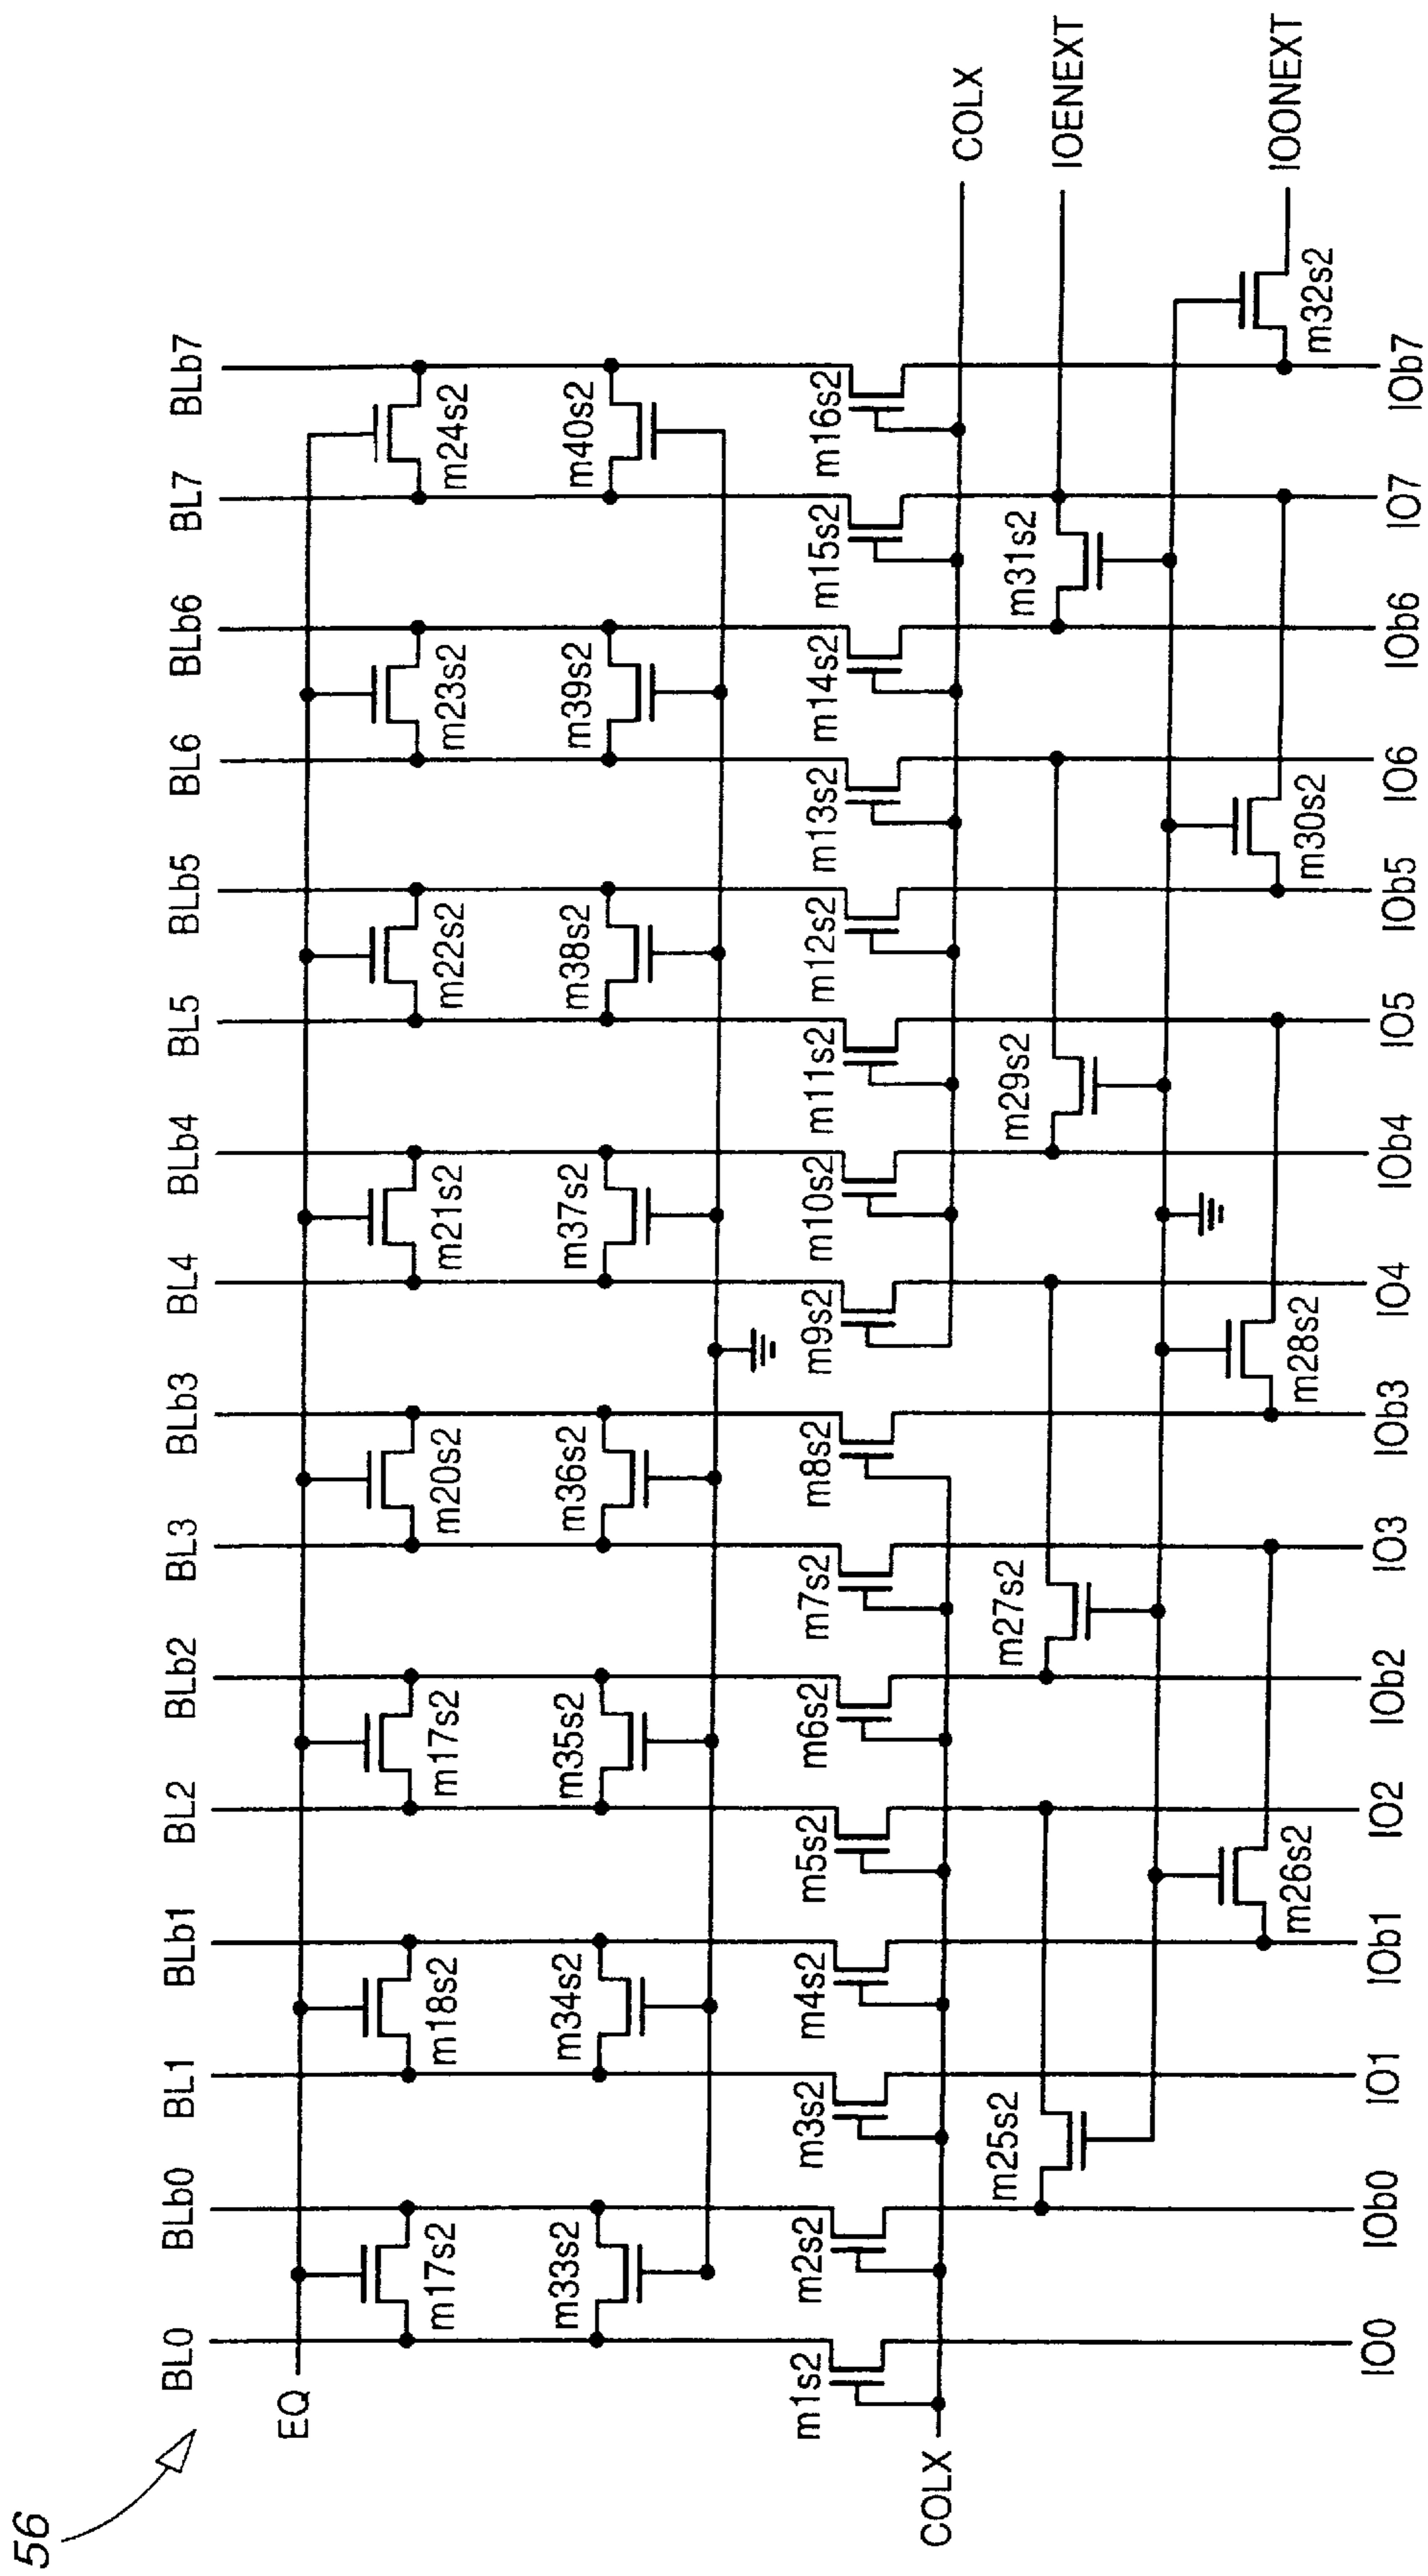 56
BL0 BLb0 BL1 BLb1 BL2 BLb2 BL3 BLb3 BL4 BLb4 BL5 BLb5 BL6 BLb6 BL7 BLb7
EQ
m17s2 m18s2 m17s2 m20s2 m21s2 m22s2 m23s2 m24s2
m33s2 m34s2 m35s2 m36s2 m37s2 m38s2 m39s2 m40s2
m1s2 m2s2 m3s2 m4s2 m5s2 m6s2 m7s2 m8s2 m9s2 m10s2 m11s2 m12s2 m13s2 m14s2 m15s2 m16s2
COLX COLX
m25s2 m27s2 m29s2 m31s2 IOENEXT
m26s2 m28s2 m30s2 m32s2 IOONEXT
IO0 IOb0 IO1 IOb1 IO2 IOb2 IO3 IOb3 IO4 IOb4 IO5 IOb5 IO6 IOb6 IO7 IOb7